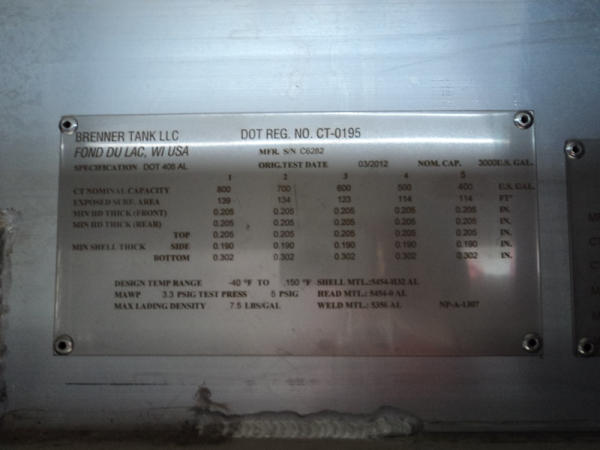 BRENNER TANK LLC DOT REG. NO. CT-0195
FOND DU LAC, WI USA MFR. S/N C6282
SPECIFICATION DOT 406 AL ORIG.TEST DATE 03/2012 NOM. CAP. 3000U.S. GAL.
1 2 3 4 5
CT NOMINAL CAPACITY 800 700 600 500 400 U.S. GAL.
EXPOSED SURF. AREA 139 134 123 114 114 FT²
MIN HD THICK (FRONT) 0.205 0.205 0.205 0.205 0.205 IN.
MIN HD THICK (REAR) 0.205 0.205 0.205 0.205 0.205 IN.
TOP 0.205 0.205 0.205 0.205 0.205 IN.
MIN SHELL THICK SIDE 0.190 0.190 0.190 0.190 0.190 IN.
BOTTOM 0.302 0.302 0.302 0.302 0.302 IN.
DESIGN TEMP RANGE -40 °F TO 150 °F SHELL MTL.:5454-H32 AL
MAWP 3.3 PSIG TEST PRESS 5 PSIG HEAD MTL.: 5454-0 AL
MAX LADING DENSITY 7.5 LBS/GAL WELD MTL.: 5356 AL NP-A-1307